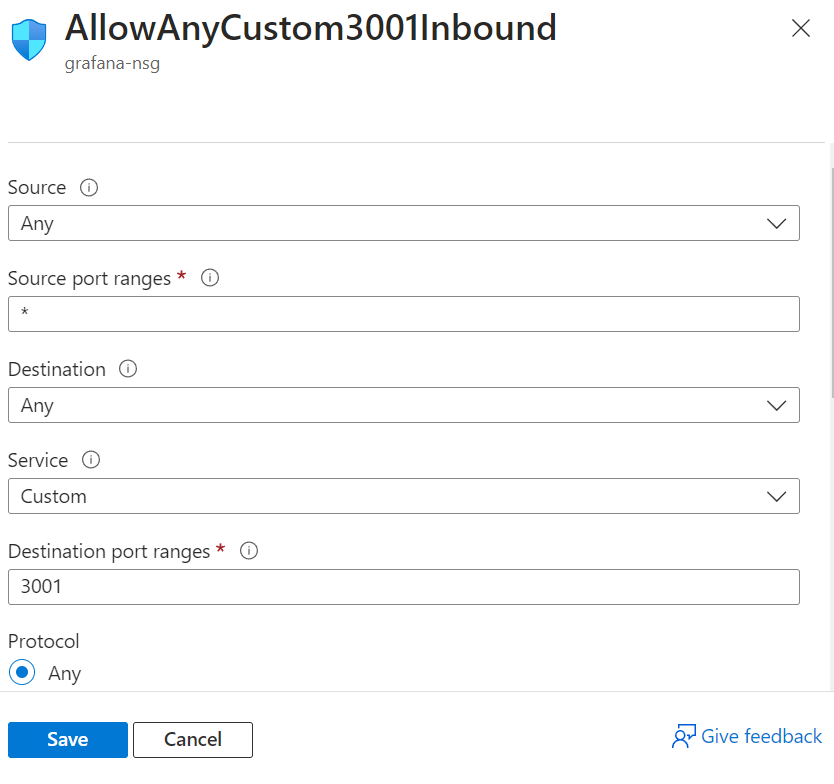 AllowAnyCustom3001Inbound
grafana-nsg
Source
Any
Source port ranges *
*
Destination
Any
Service
Custom
Destination port ranges *
3001
Protocol
Any
Save Cancel Give feedback